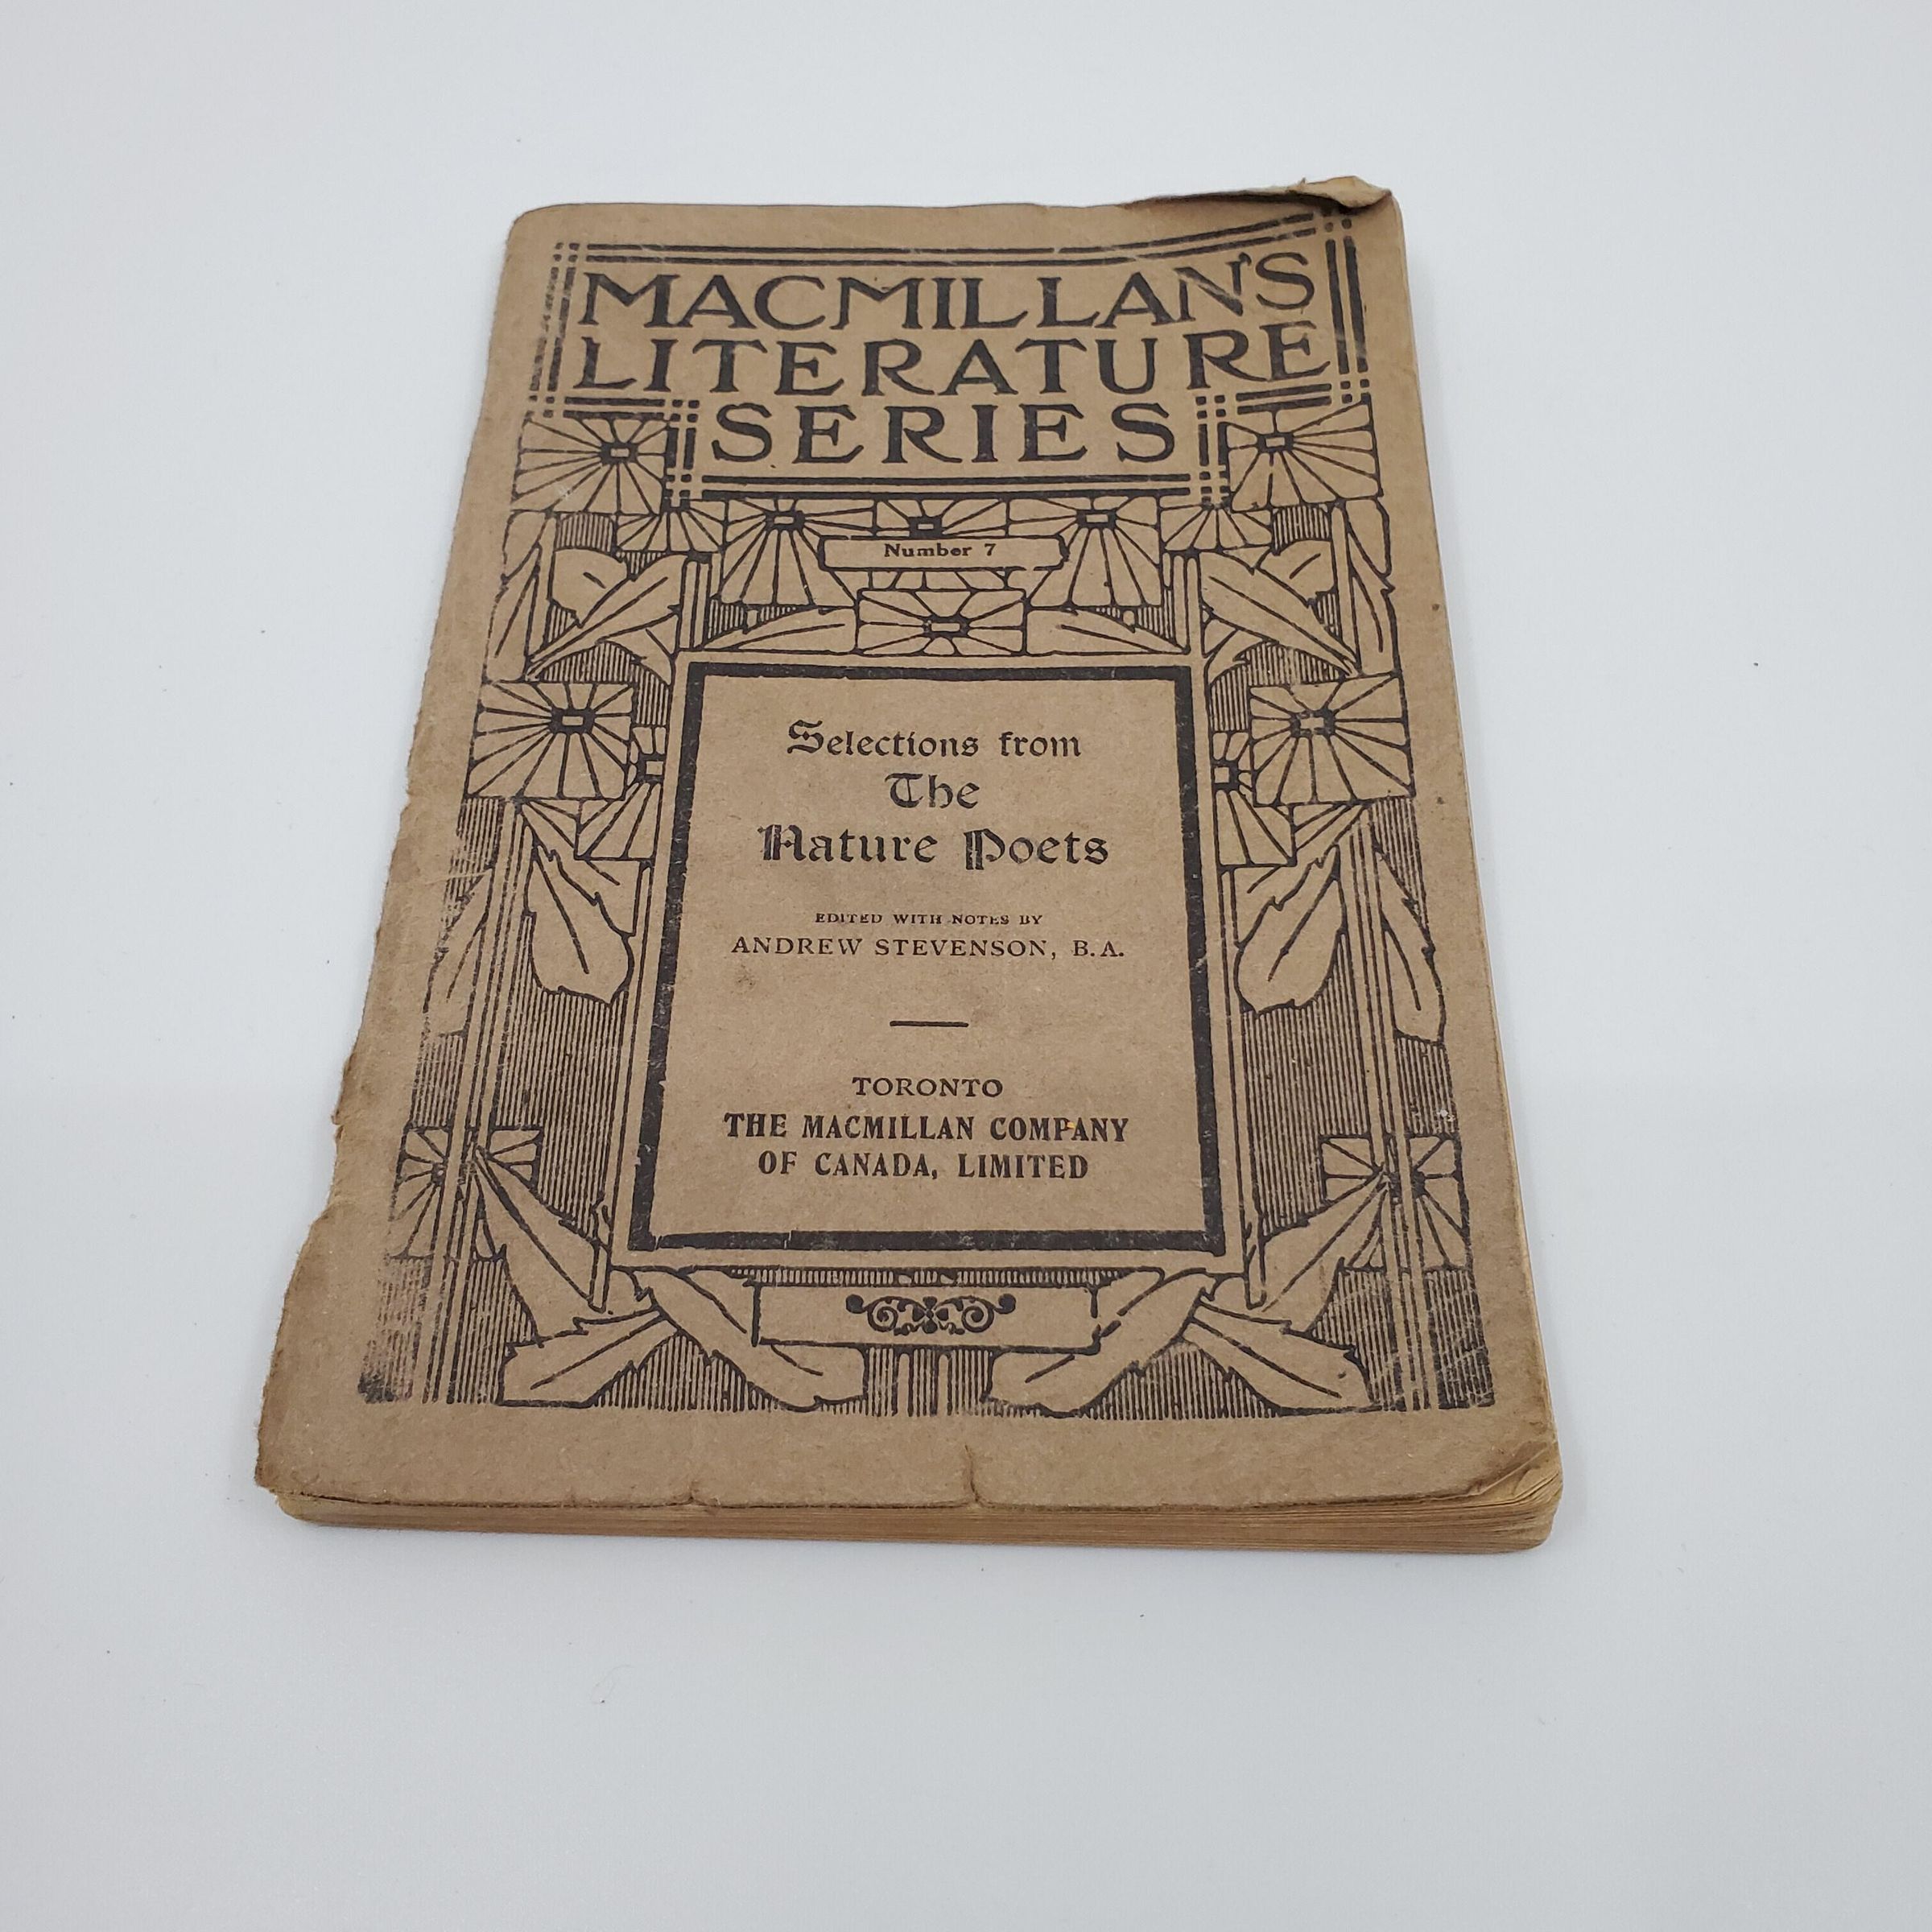 MACMILLAN'S
LITERATURE
SERIES
Number 7
Selections from
The
Nature Poets
EDITED WITH NOTES BY
ANDREW STEVENSON, B.A.
TORONTO
THE MACMILLAN COMPANY
OF CANADA, LIMITED